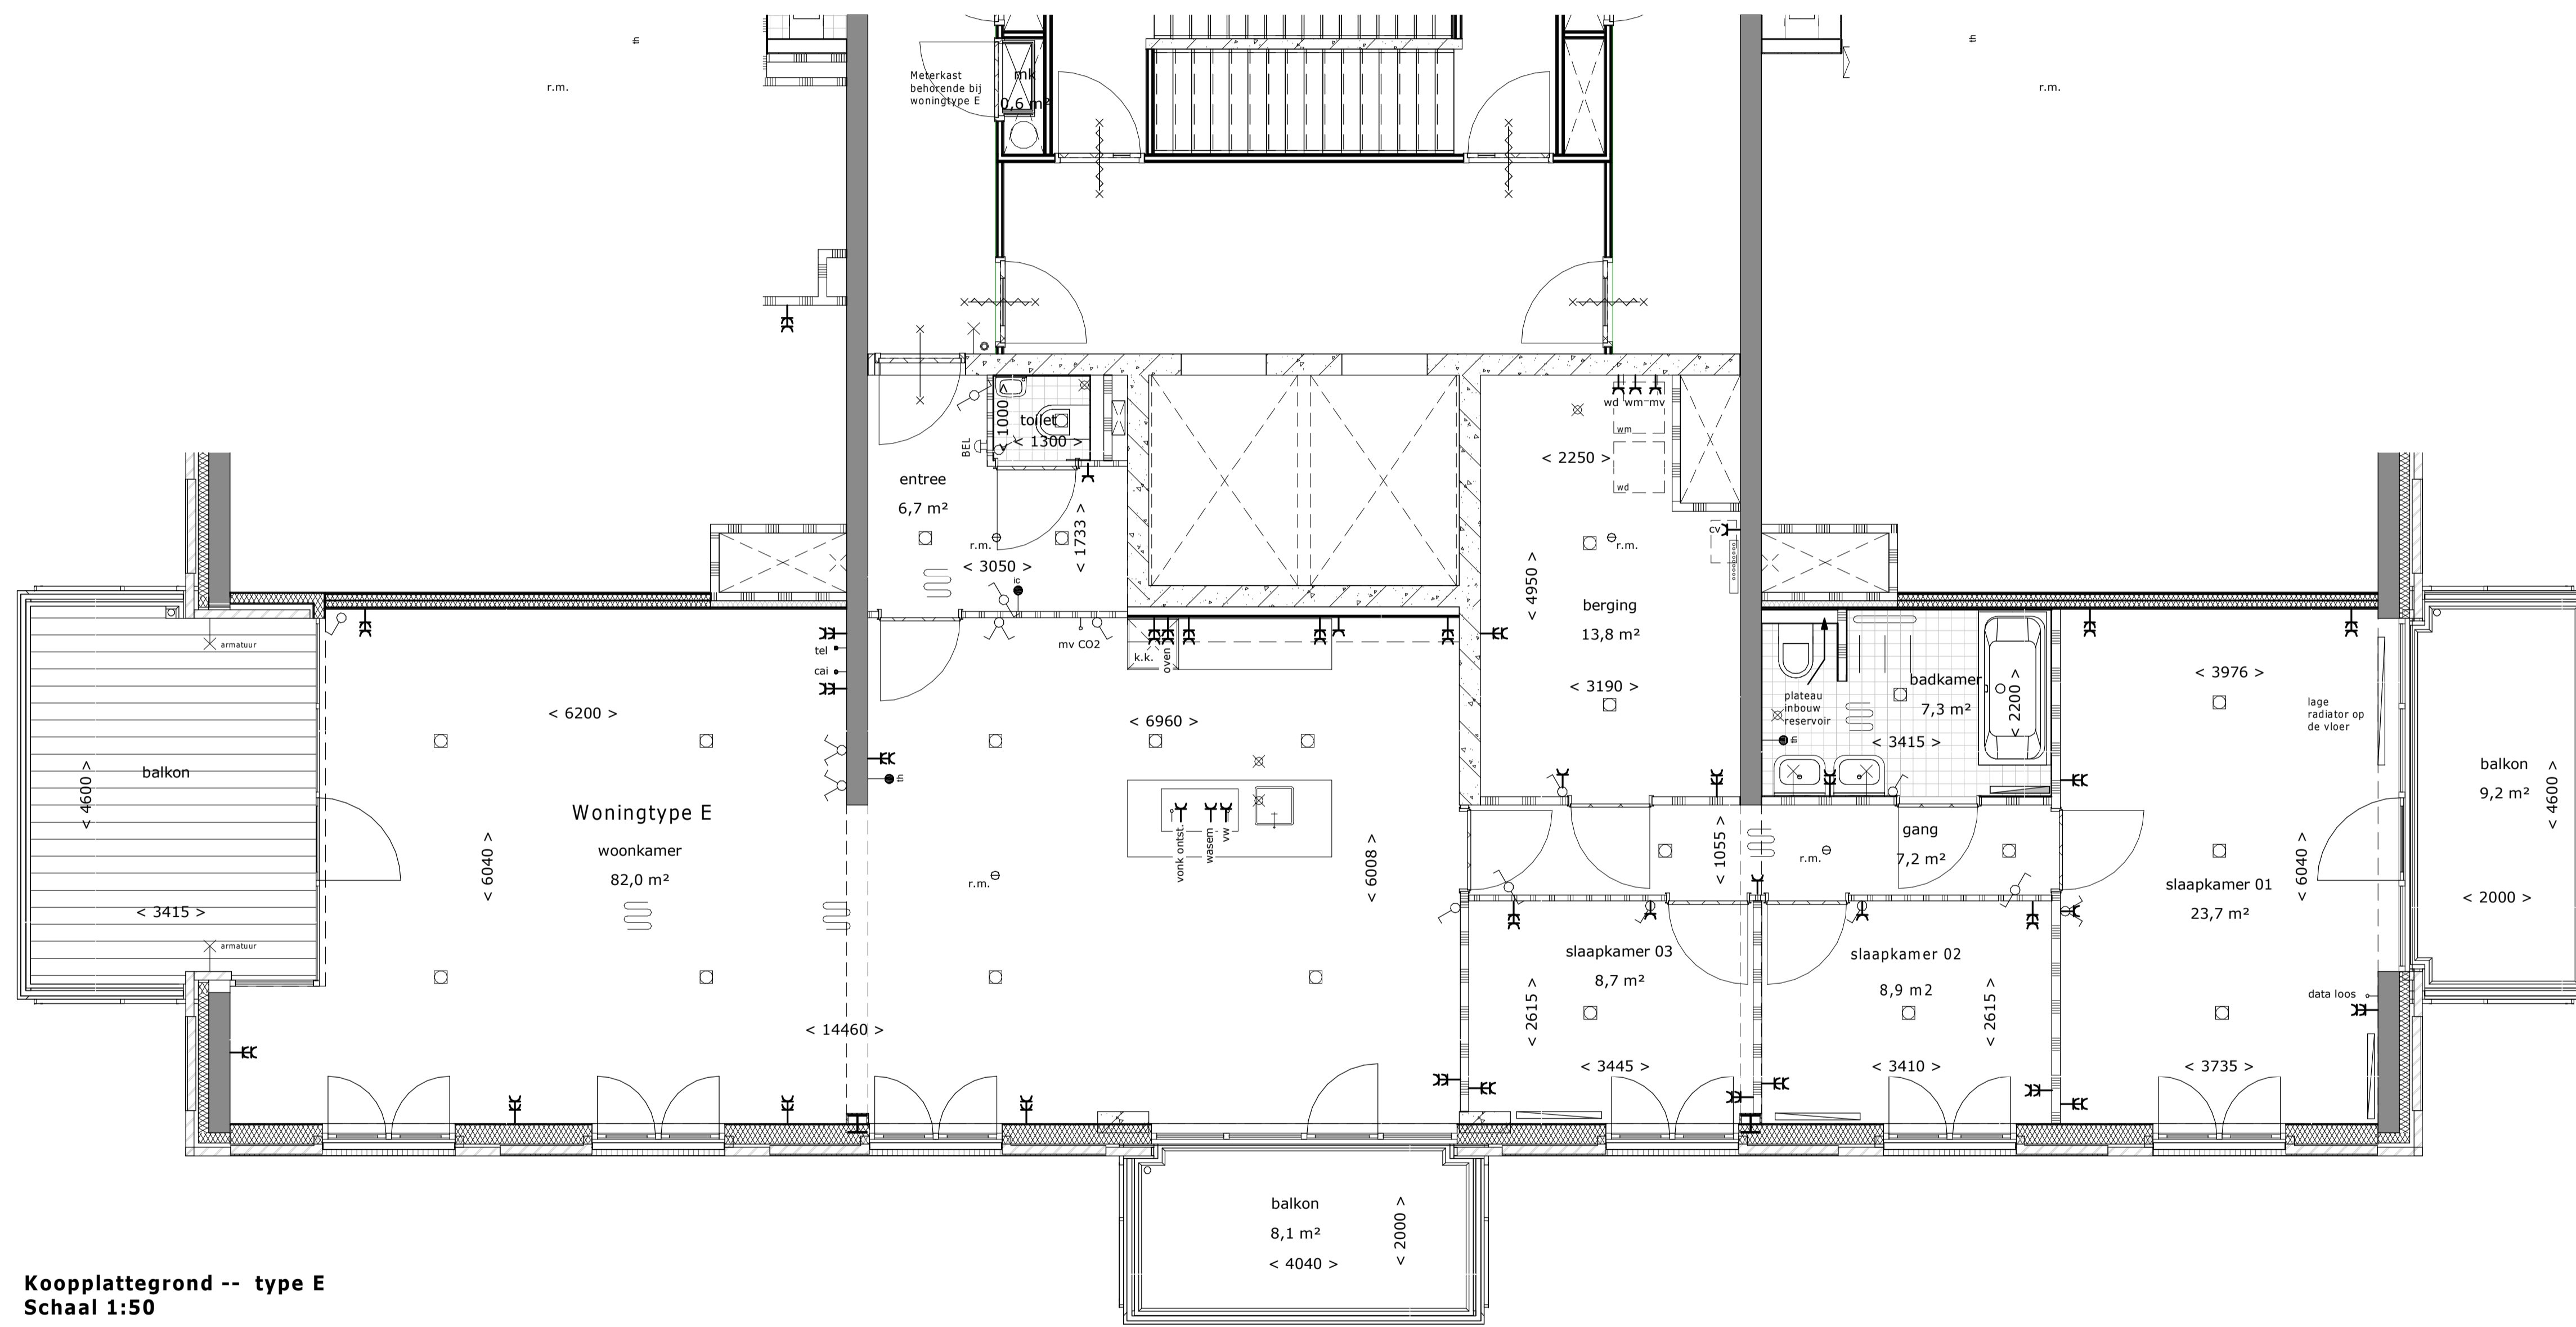 th
r.m.
Meterkast
behorende bij
woningtype E
mk
0,6 m²
th
r.m.
< 1000 >
toilet
< 1300 >
BEL
entree
6,7 m²
r.m.
< 3050 >
< 1733 >
ic
mv CO2
wd wm mv
wm
wd
< 2250 >
cv
r.m.
< 4950 >
berging
13,8 m²
< 3190 >
armatuur
balkon
< 4600 >
< 3415 >
armatuur
tel
cai
< 6200 >
Woningtype E
woonkamer
82,0 m²
< 6040 >
th
k.k.
oven
< 6960 >
vonk ontst.
wasem
vw
r.m.
< 6008 >
< 14460 >
plateau
inbouw
reservoir
th
badkamer
7,3 m²
< 2200 >
< 3415 >
< 3976 >
lage
radiator op
de vloer
< 1055 >
gang
7,2 m²
r.m.
slaapkamer 01
23,7 m²
< 6040 >
balkon
9,2 m²
< 4600 >
< 2000 >
slaapkamer 03
8,7 m²
< 2615 >
< 3445 >
slaapkamer 02
8,9 m2
< 2615 >
< 3410 >
data loos
< 3735 >
balkon
8,1 m²
< 4040 >
< 2000 >
Koopplattegrond -- type E
Schaal 1:50